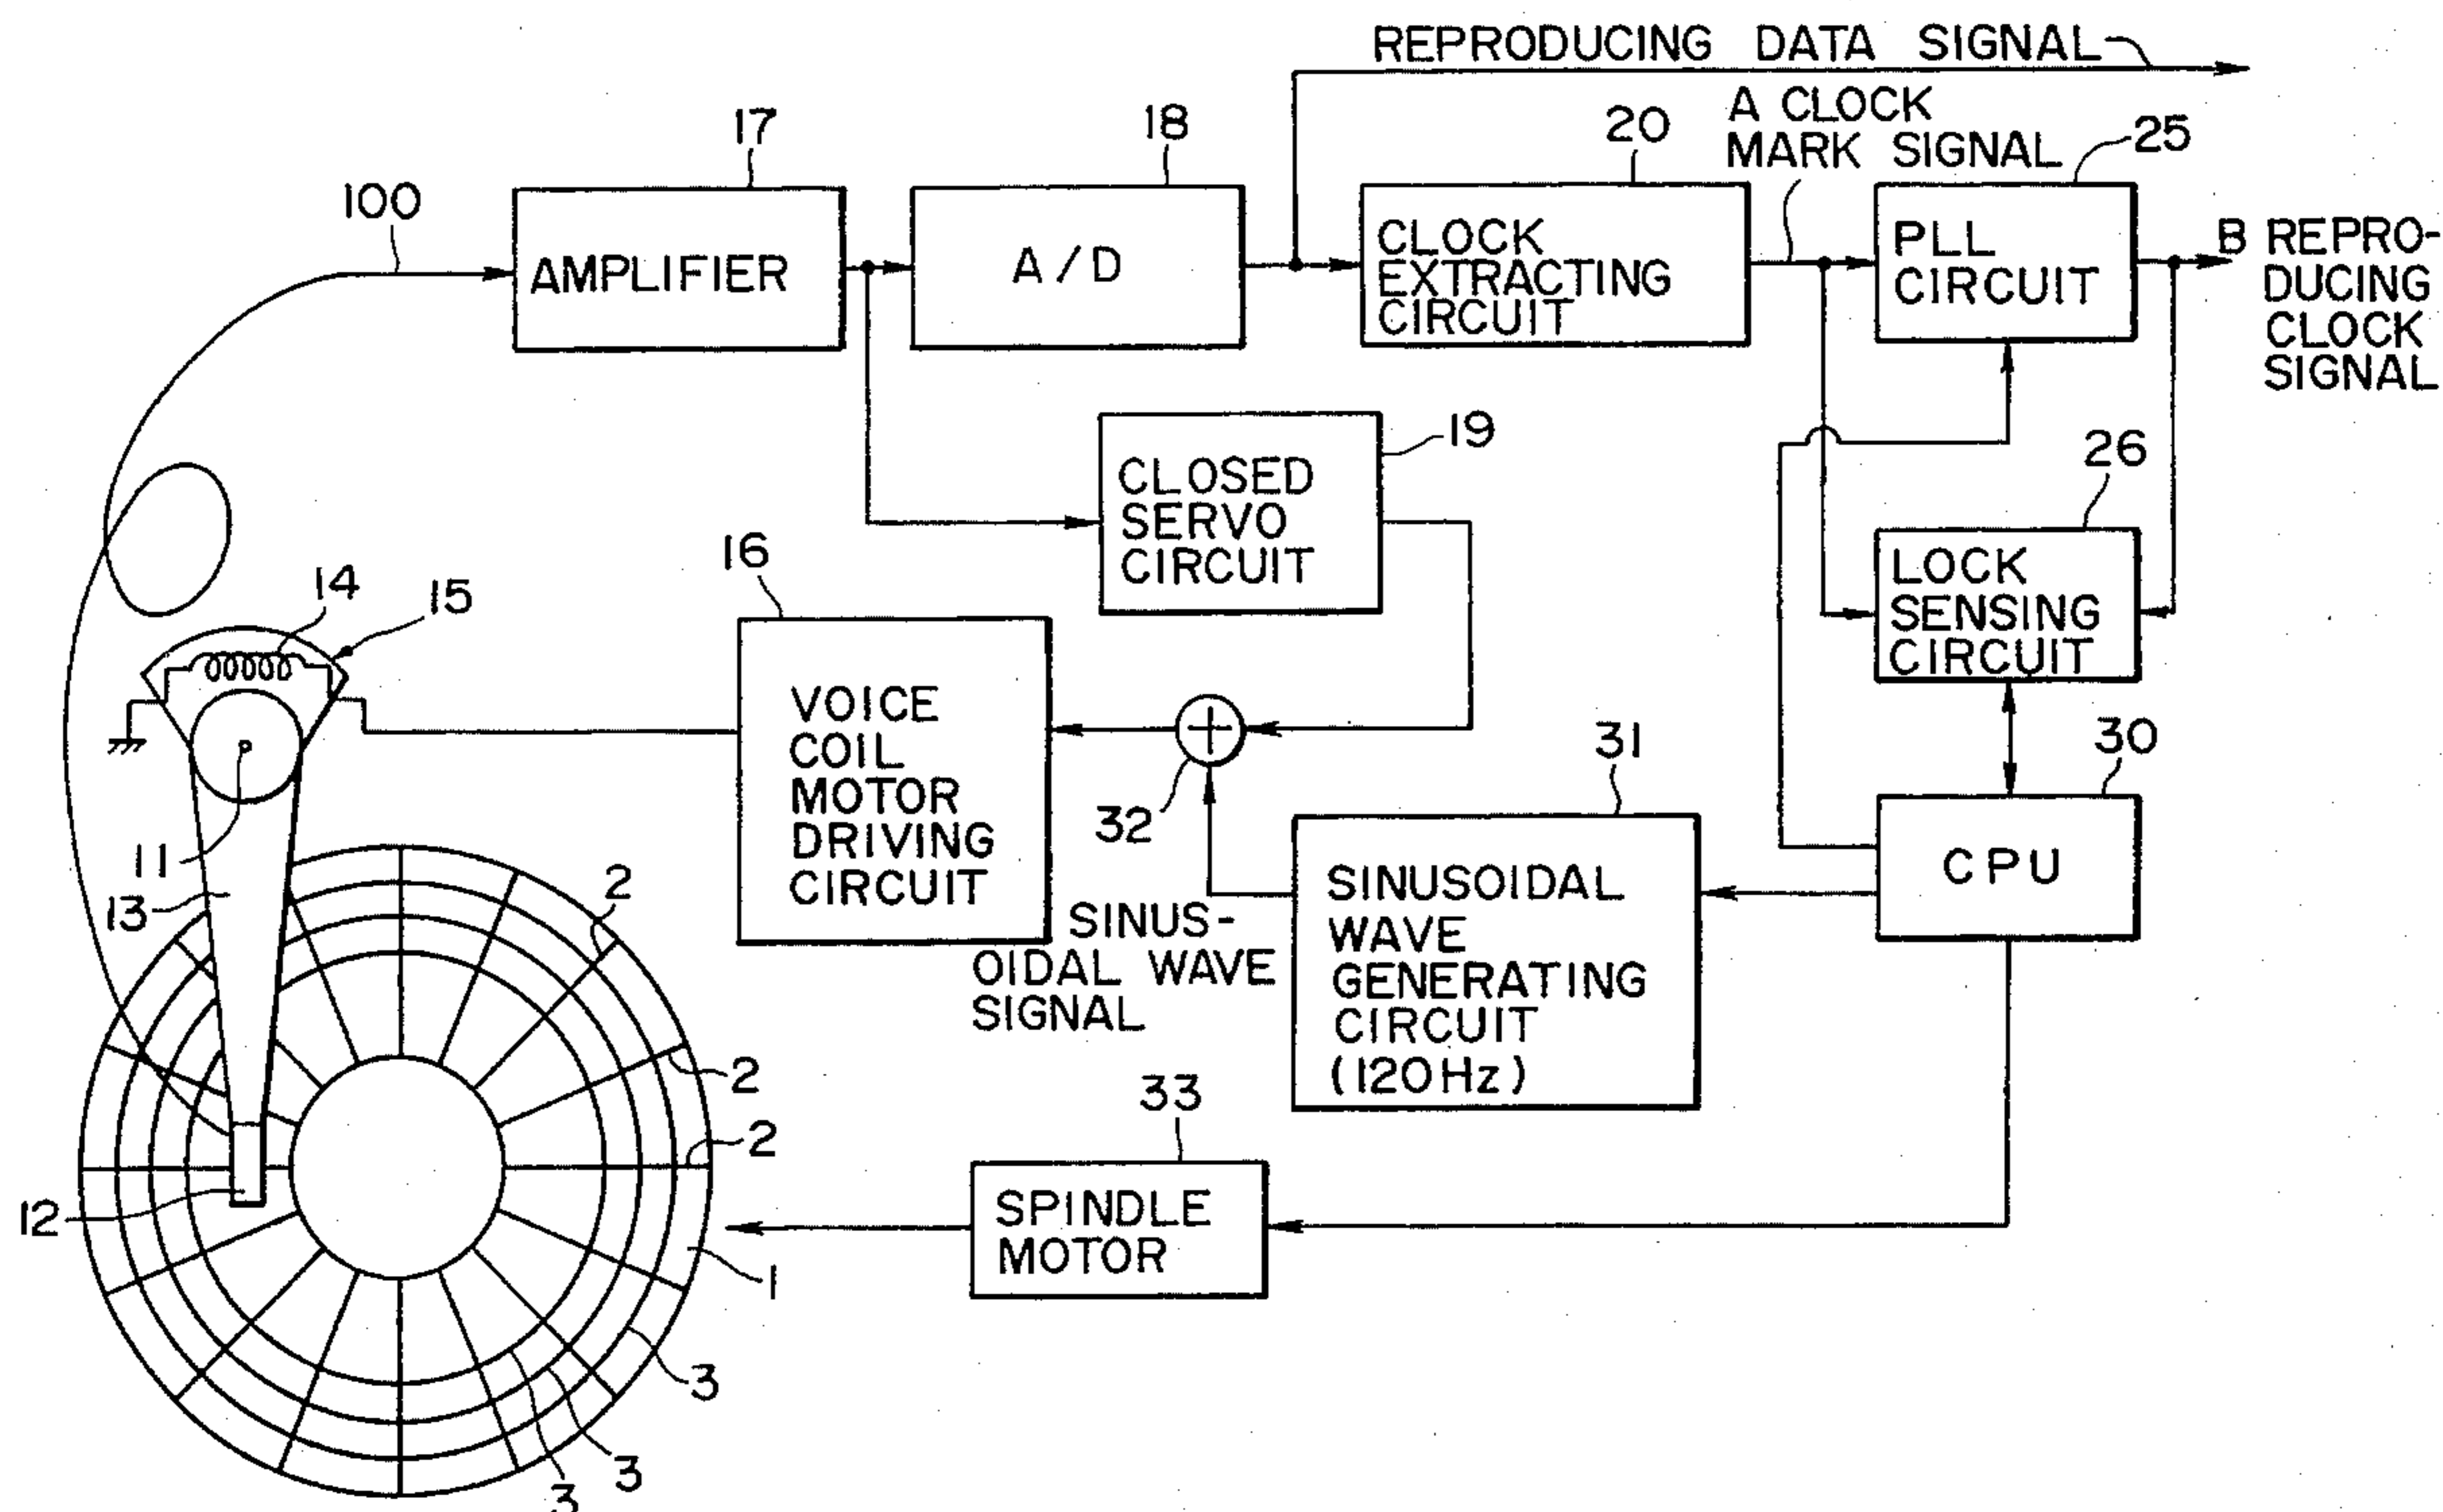 REPRODUCING DATA SIGNAL
A CLOCK
MARK SIGNAL
17
18
20
25
100
AMPLIFIER
A/D
CLOCK
EXTRACTING
CIRCUIT
PLL
CIRCUIT
B REPRO-
DUCING
CLOCK
SIGNAL
19
26
CLOSED
SERVO
CIRCUIT
LOCK
SENSING
CIRCUIT
16
14
15
VOICE
COIL
MOTOR
DRIVING
CIRCUIT
32
31
30
CPU
11
13
2
SINUS-
OIDAL WAVE
SIGNAL
SINUSOIDAL
WAVE
GENERATING
CIRCUIT
(120Hz)
2
2
33
12
SPINDLE
MOTOR
1
3
3
3